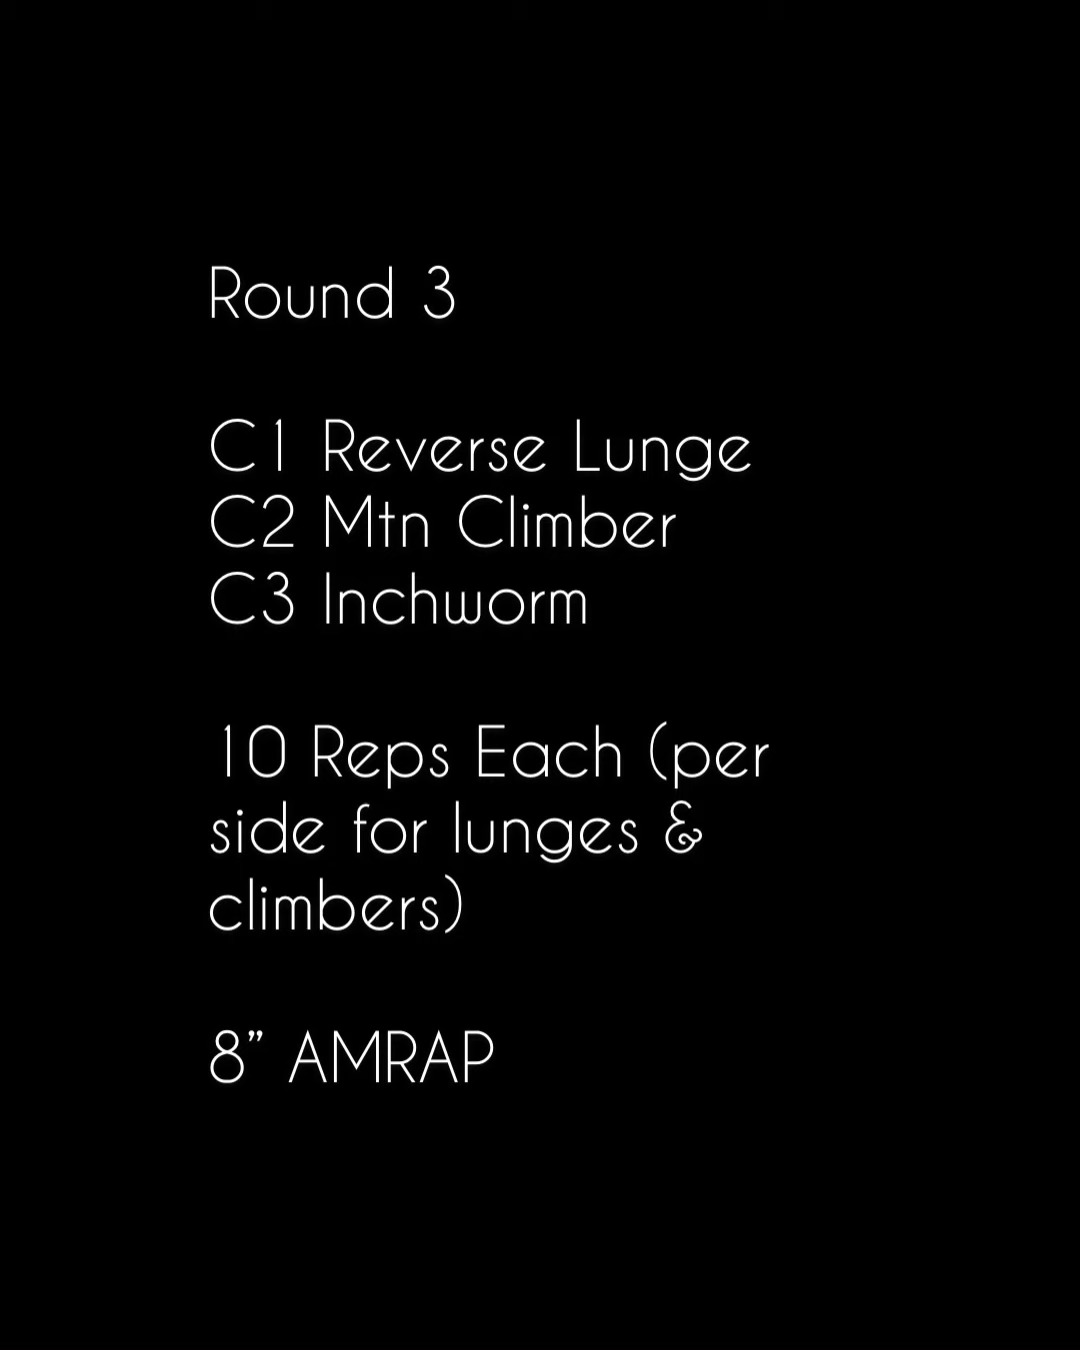 Round 3
C1 Reverse Lunge
C2 Mtn Climber
C3 Inchworm
10 Reps Each (per
side for lunges &
climbers)
8” AMRAP